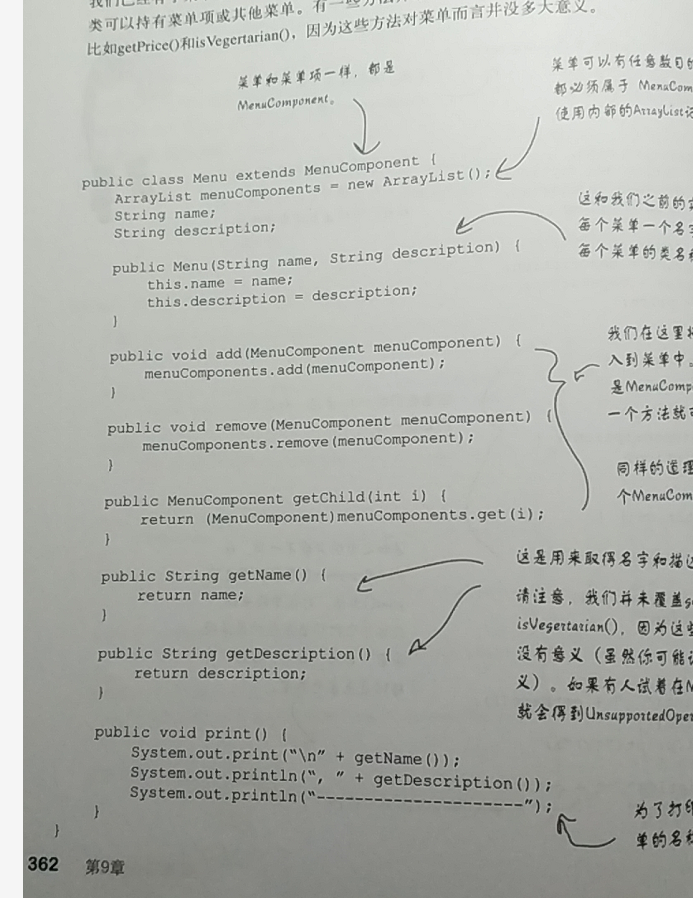 类可以持有菜单项或其他菜单。有一些方法
比如getPrice()和isVegertarian()，因为这些方法对菜单而言并没多大意义。
菜单和菜单项一样，都是
MenuComponent。
菜单可以有任意数目的
都必须属于 MenuCom
使用内部的ArrayList记
public class Menu extends MenuComponent {
ArrayList menuComponents = new ArrayList();
String name;
String description;
这和我们之前的实
每个菜单一个名字
每个菜单的类名称
public Menu(String name, String description) {
this.name = name;
this.description = description;
}
我们在这里将
入到菜单中。
是MenuComp
一个方法就可
public void add(MenuComponent menuComponent) {
menuComponents.add(menuComponent);
}
public void remove(MenuComponent menuComponent) {
menuComponents.remove(menuComponent);
}
同样的道理
个MenuCom
public MenuComponent getChild(int i) {
return (MenuComponent)menuComponents.get(i);
}
这是用来取得名字和描述
public String getName() {
return name;
}
请注意，我们并未覆盖ge
isVegertarian()，因为这些
没有意义（虽然你可能认
义）。如果有人试着在M
就会得到UnsupportedOper
public String getDescription() {
return description;
}
public void print() {
System.out.print("\n" + getName());
System.out.println(", " + getDescription());
System.out.println("----------------------");
}
}
为了打印
单的名称
362 第9章